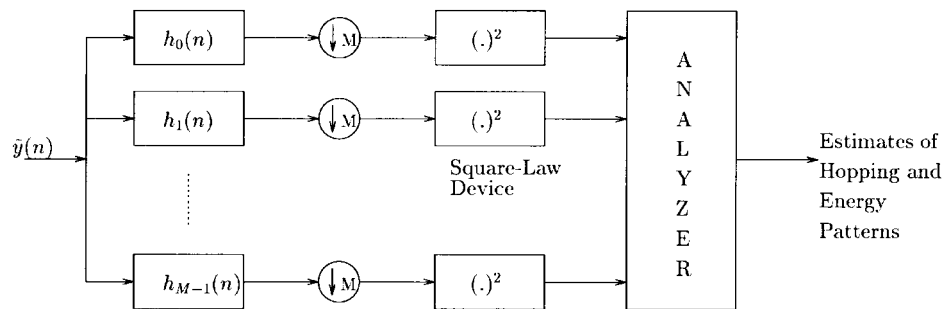 h₀(n)
↓ M
(.)²
h₁(n)
↓ M
(.)²
ỹ(n)
Square-Law
Device
........
h_{M−1}(n)
↓ M
(.)²
A
N
A
L
Y
Z
E
R
Estimates of
Hopping and
Energy
Patterns